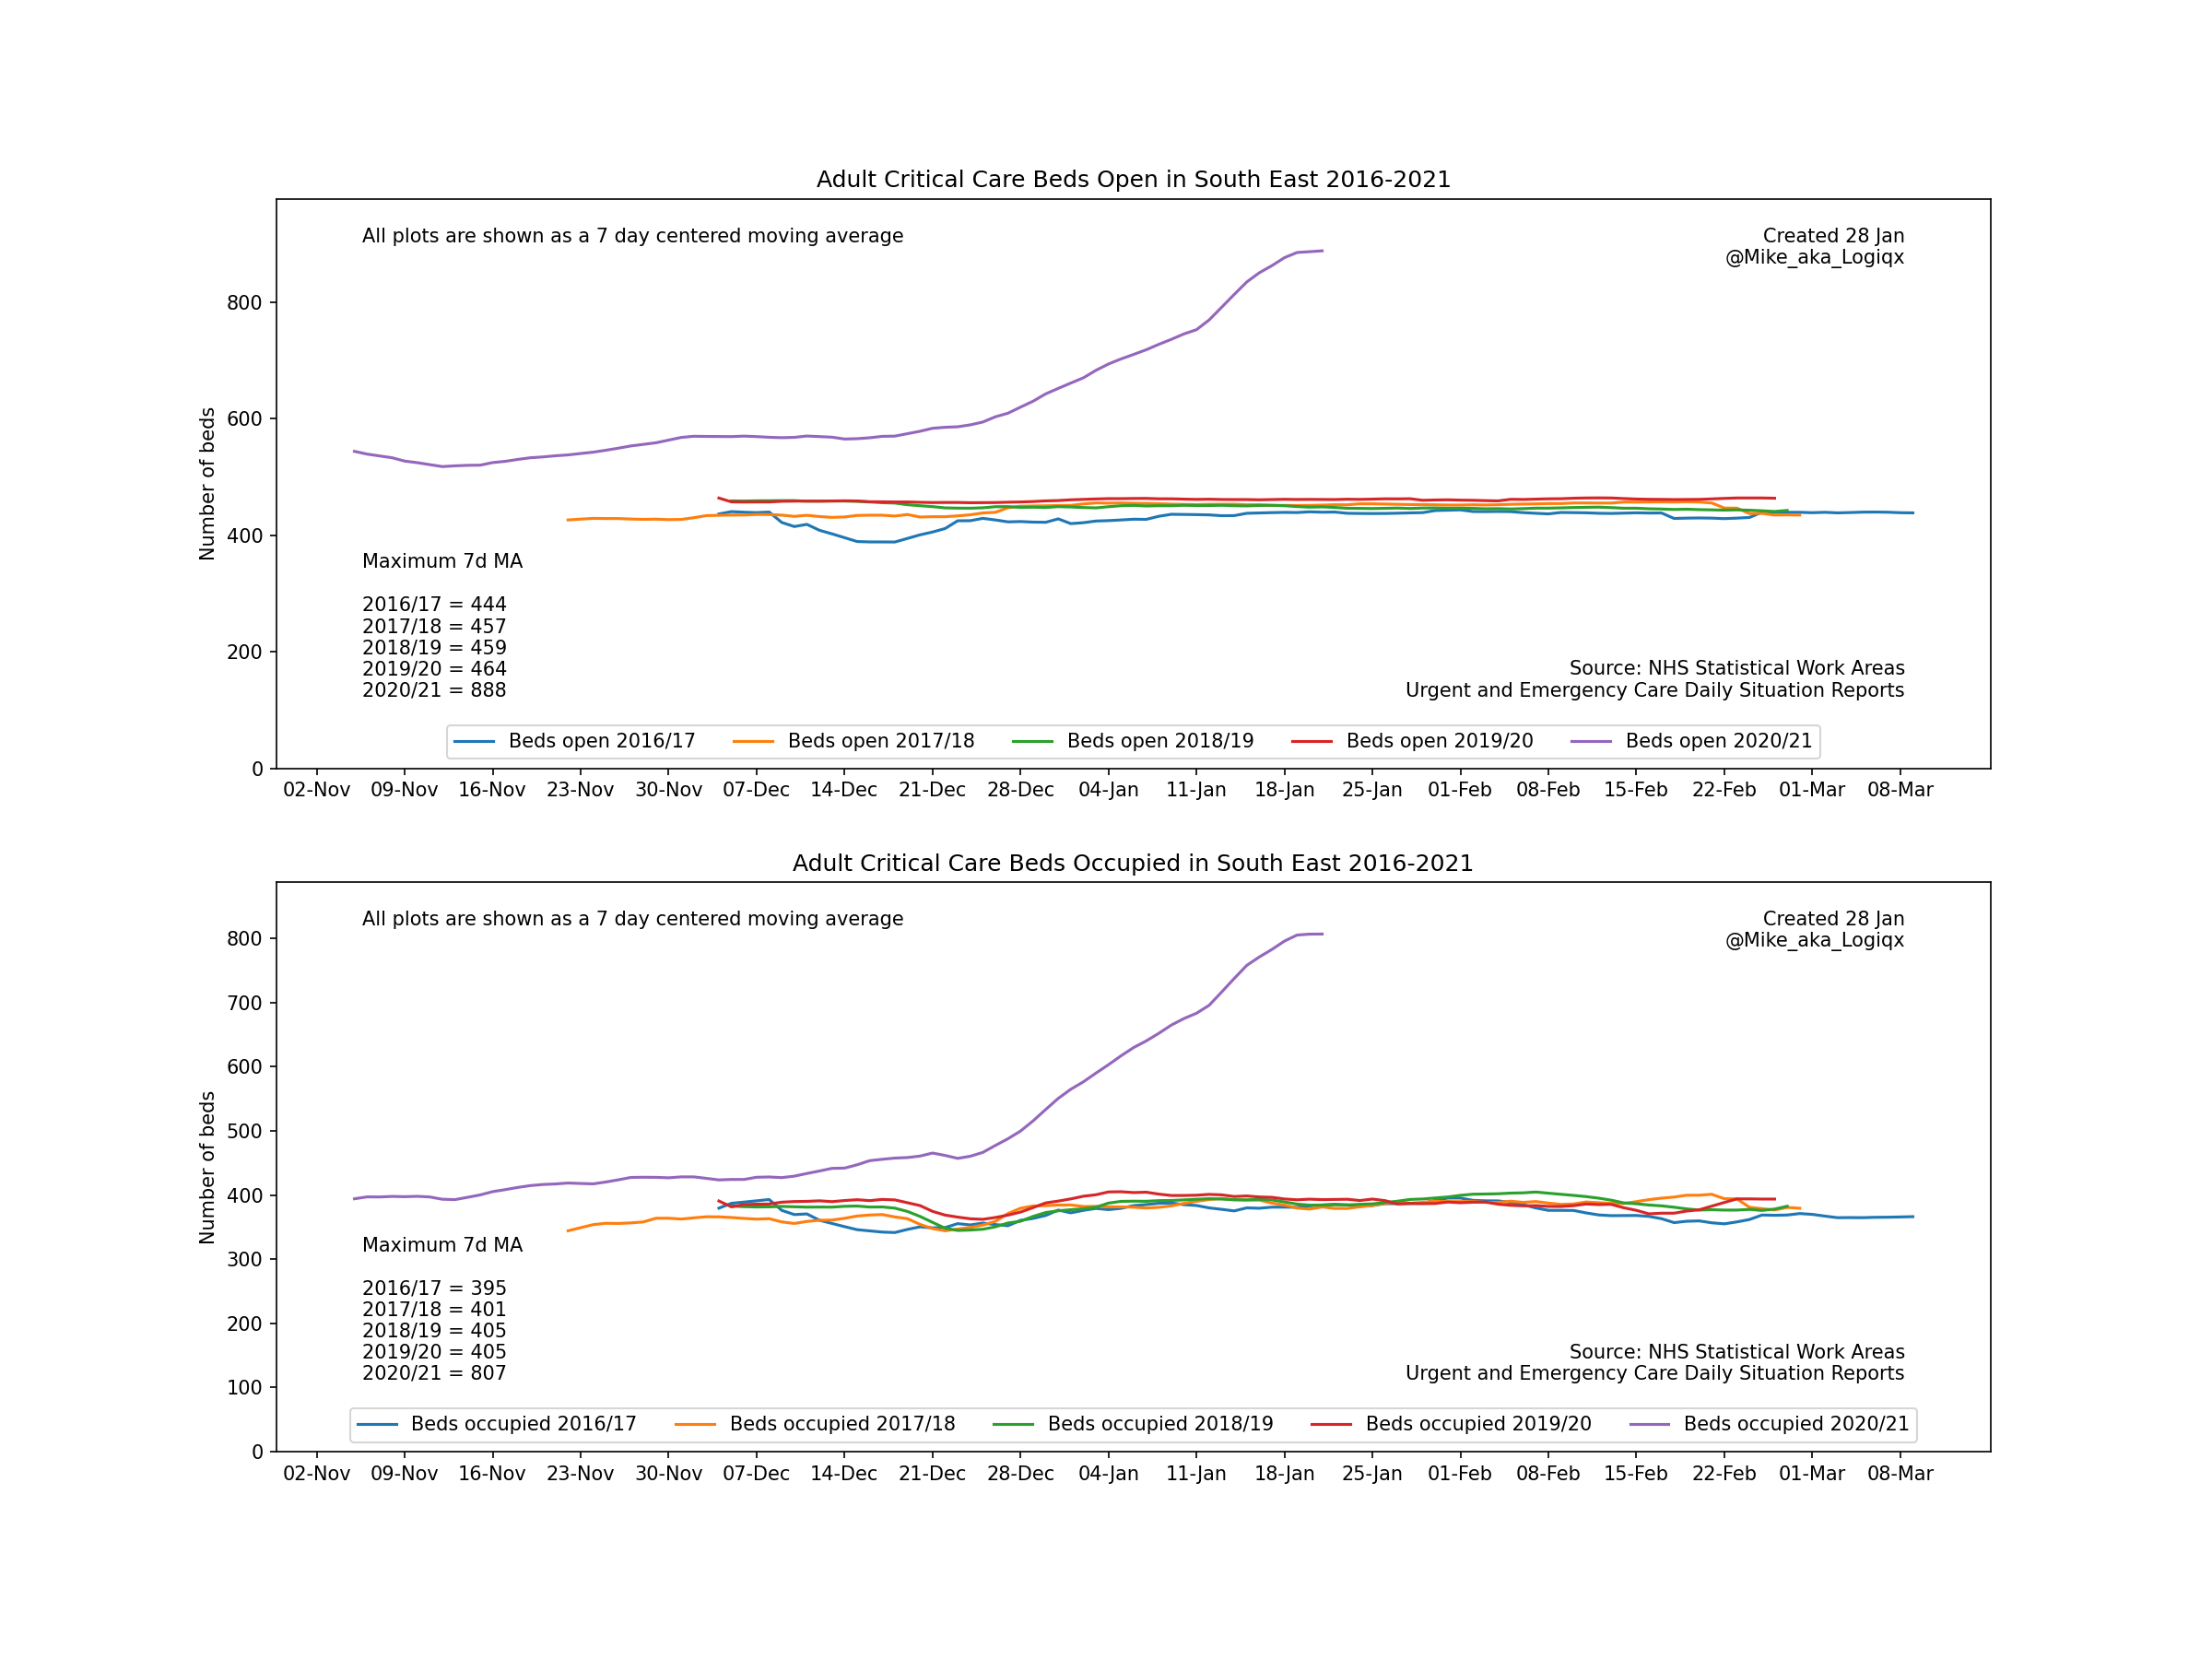 Adult Critical Care Beds Open in South East 2016-2021
All plots are shown as a 7 day centered moving average
Created 28 Jan
@Mike_aka_Logiqx
800
600
400
200
0
Number of beds
Maximum 7d MA
2016/17 = 444
2017/18 = 457
2018/19 = 459
2019/20 = 464
2020/21 = 888
Source: NHS Statistical Work Areas
Urgent and Emergency Care Daily Situation Reports
Beds open 2016/17 Beds open 2017/18 Beds open 2018/19 Beds open 2019/20 Beds open 2020/21
02-Nov 09-Nov 16-Nov 23-Nov 30-Nov 07-Dec 14-Dec 21-Dec 28-Dec 04-Jan 11-Jan 18-Jan 25-Jan 01-Feb 08-Feb 15-Feb 22-Feb 01-Mar 08-Mar
Adult Critical Care Beds Occupied in South East 2016-2021
All plots are shown as a 7 day centered moving average
Created 28 Jan
@Mike_aka_Logiqx
800
700
600
500
400
300
200
100
0
Number of beds
Maximum 7d MA
2016/17 = 395
2017/18 = 401
2018/19 = 405
2019/20 = 405
2020/21 = 807
Source: NHS Statistical Work Areas
Urgent and Emergency Care Daily Situation Reports
Beds occupied 2016/17 Beds occupied 2017/18 Beds occupied 2018/19 Beds occupied 2019/20 Beds occupied 2020/21
02-Nov 09-Nov 16-Nov 23-Nov 30-Nov 07-Dec 14-Dec 21-Dec 28-Dec 04-Jan 11-Jan 18-Jan 25-Jan 01-Feb 08-Feb 15-Feb 22-Feb 01-Mar 08-Mar